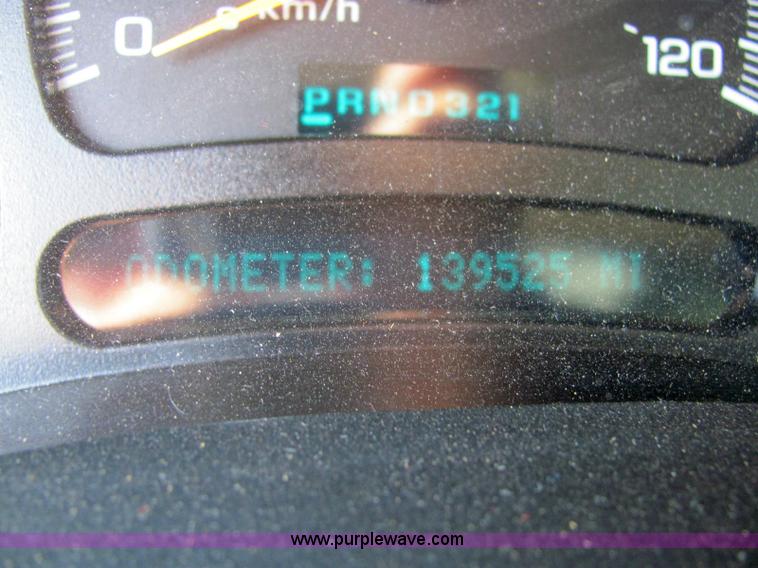 0 km/h 120
PRND321
ODOMETER: 139525 MI
www.purplewave.com